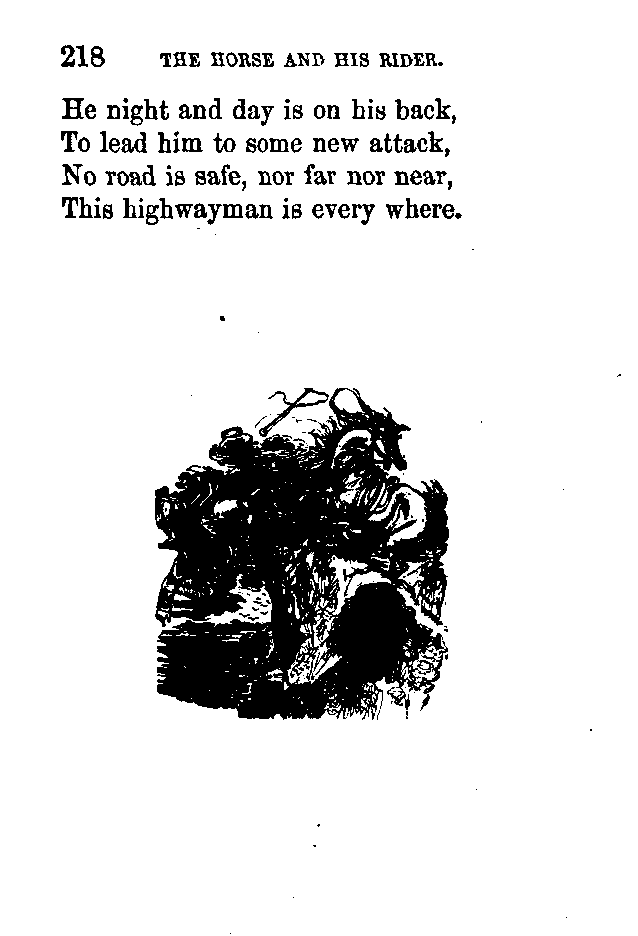 218 THE HORSE AND HIS RIDER.
He night and day is on his back,
To lead him to some new attack,
No road is safe, nor far nor near,
This highwayman is every where.